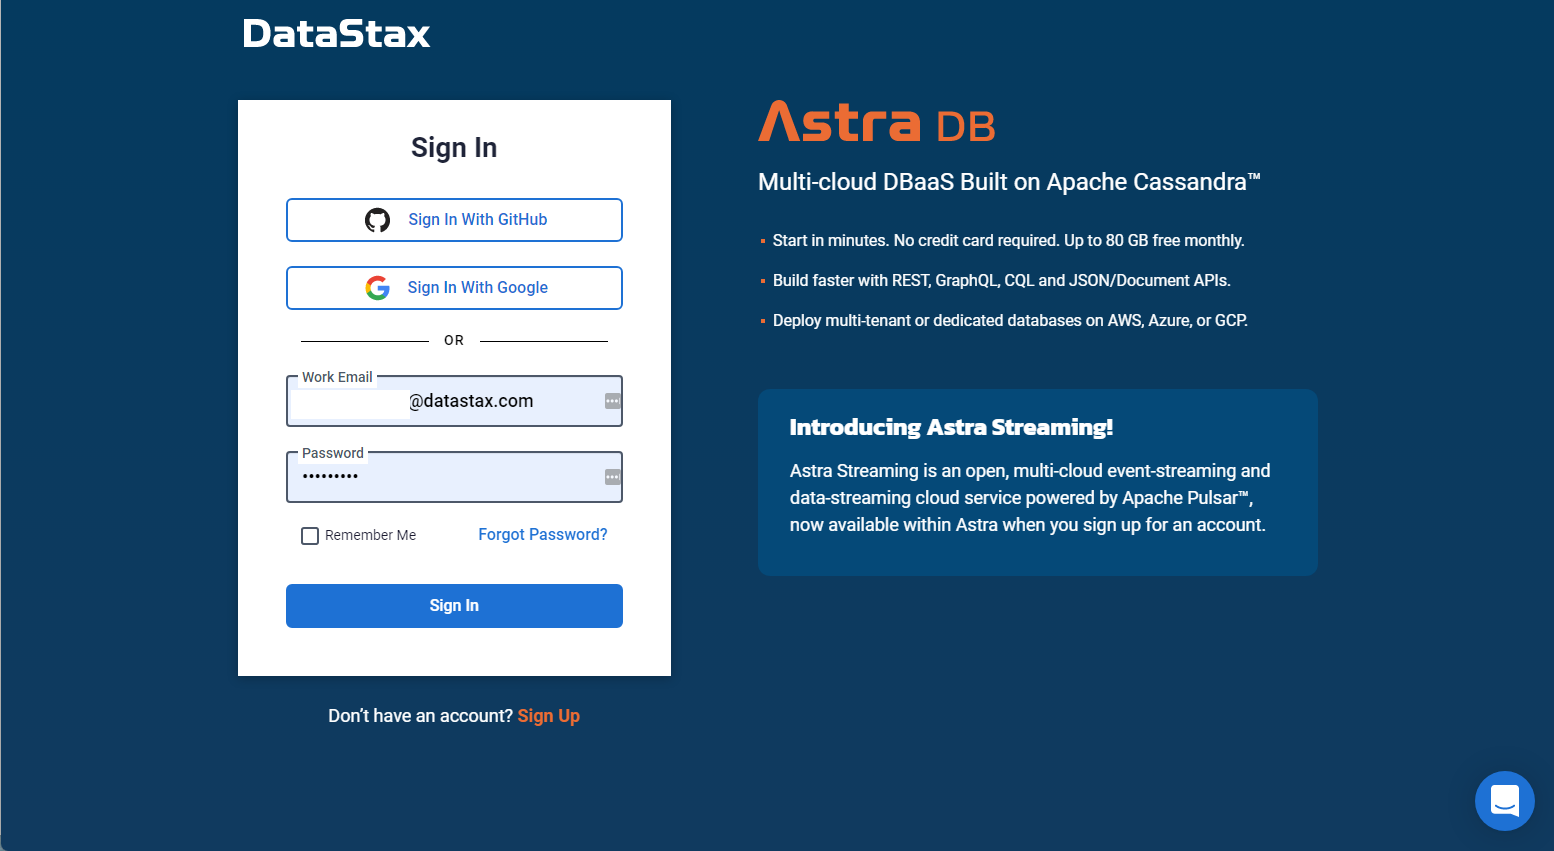 DataStax
Sign In
Sign In With GitHub
Sign In With Google
OR
Work Email
@datastax.com
Password
•••••••••
Remember Me
Forgot Password?
Sign In
Don’t have an account? Sign Up
Astra DB
Multi-cloud DBaaS Built on Apache Cassandra™
▪ Start in minutes. No credit card required. Up to 80 GB free monthly.
▪ Build faster with REST, GraphQL, CQL and JSON/Document APIs.
▪ Deploy multi-tenant or dedicated databases on AWS, Azure, or GCP.
Introducing Astra Streaming!
Astra Streaming is an open, multi-cloud event-streaming and
data-streaming cloud service powered by Apache Pulsar™,
now available within Astra when you sign up for an account.